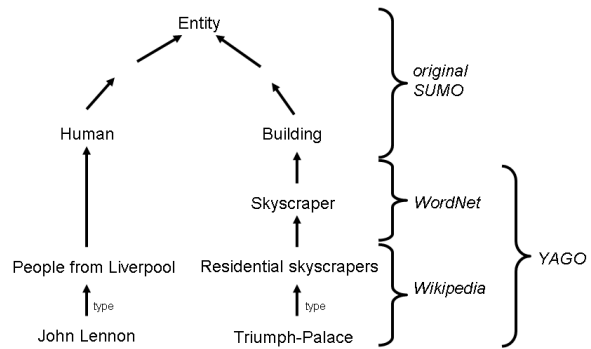 Entity
original
SUMO
Human
Building
Skyscraper
WordNet
People from Liverpool
Residential skyscrapers
YAGO
Wikipedia
type
type
John Lennon
Triumph-Palace